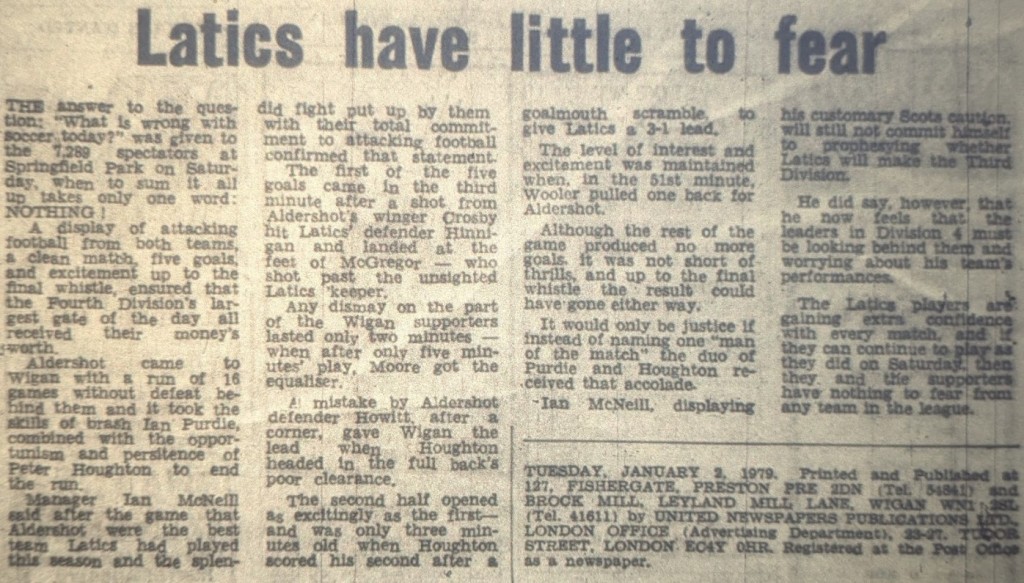 Latics have little to fear
THE answer to the ques-
tion: "What is wrong with
soccer today?" was given to
the 7,289 spectators at
Springfield Park on Satur-
day, when to sum it all
up takes only one word:
NOTHING!
A display of attacking
football from both teams,
a clean match, five goals,
and excitement up to the
final whistle, ensured that
the Fourth Division's lar-
gest gate of the day all
received their money's
worth.
Aldershot came to
Wigan with a run of 16
games without defeat be-
hind them and it took the
skills of brash Ian Purdie,
combined with the oppor-
tunism and persitence of
Peter Houghton to end
the run.
Manager Ian McNeill
said after the game that
Aldershot were the best
team Latics had played
this season and the splen-
did fight put up by them
with their total commit-
ment to attacking football
confirmed that statement.
The first of the five
goals came in the third
minute after a shot from
Aldershot's winger Crosby
hit Latics' defender Hinni-
gan and landed at the
feet of McGregor — who
shot past the unsighted
Latics 'keeper.
Any dismay on the part
of the Wigan supporters
lasted only two minutes —
when after only five min-
utes' play, Moore got the
equaliser.
A mistake by Aldershot
defender Howitt, after a
corner, gave Wigan the
lead when Houghton
headed in the full back's
poor clearance.
The second half opened
as excitingly as the first—
and was only three min-
utes old when Houghton
scored his second after a
goalmouth scramble, to
give Latics a 3-1 lead.
The level of interest and
excitement was maintained
when, in the 51st minute,
Wooler pulled one back for
Aldershot.
Although the rest of the
game produced no more
goals, it was not short of
thrills, and up to the final
whistle the result could
have gone either way.
It would only be justice if
instead of naming one "man
of the match" the duo of
Purdie and Houghton re-
ceived that accolade.
Ian McNeill, displaying
his customary Scots caution,
will still not commit himself
to prophesying whether
Latics will make the Third
Division.
He did say, however, that
he now feels that the
leaders in Division 4 must
be looking behind them and
worrying about his team's
performances.
The Latics players are
gaining extra confidence
with every match, and if
they can continue to play as
they did on Saturday, then
they and the supporters
have nothing to fear from
any team in the league.
TUESDAY, JANUARY 2, 1979. Printed and Published at
127, FISHERGATE, PRESTON PRE 2DN (Tel. 54841) and
BROCK MILL, LEYLAND MILL LANE, WIGAN WN1 2SL
(Tel. 41611) by UNITED NEWSPAPERS PUBLICATIONS LTD.
LONDON OFFICE (Advertising Department), 23-27, TUDOR
STREET, LONDON EC4Y 0HR. Registered at the Post Office
as a newspaper.